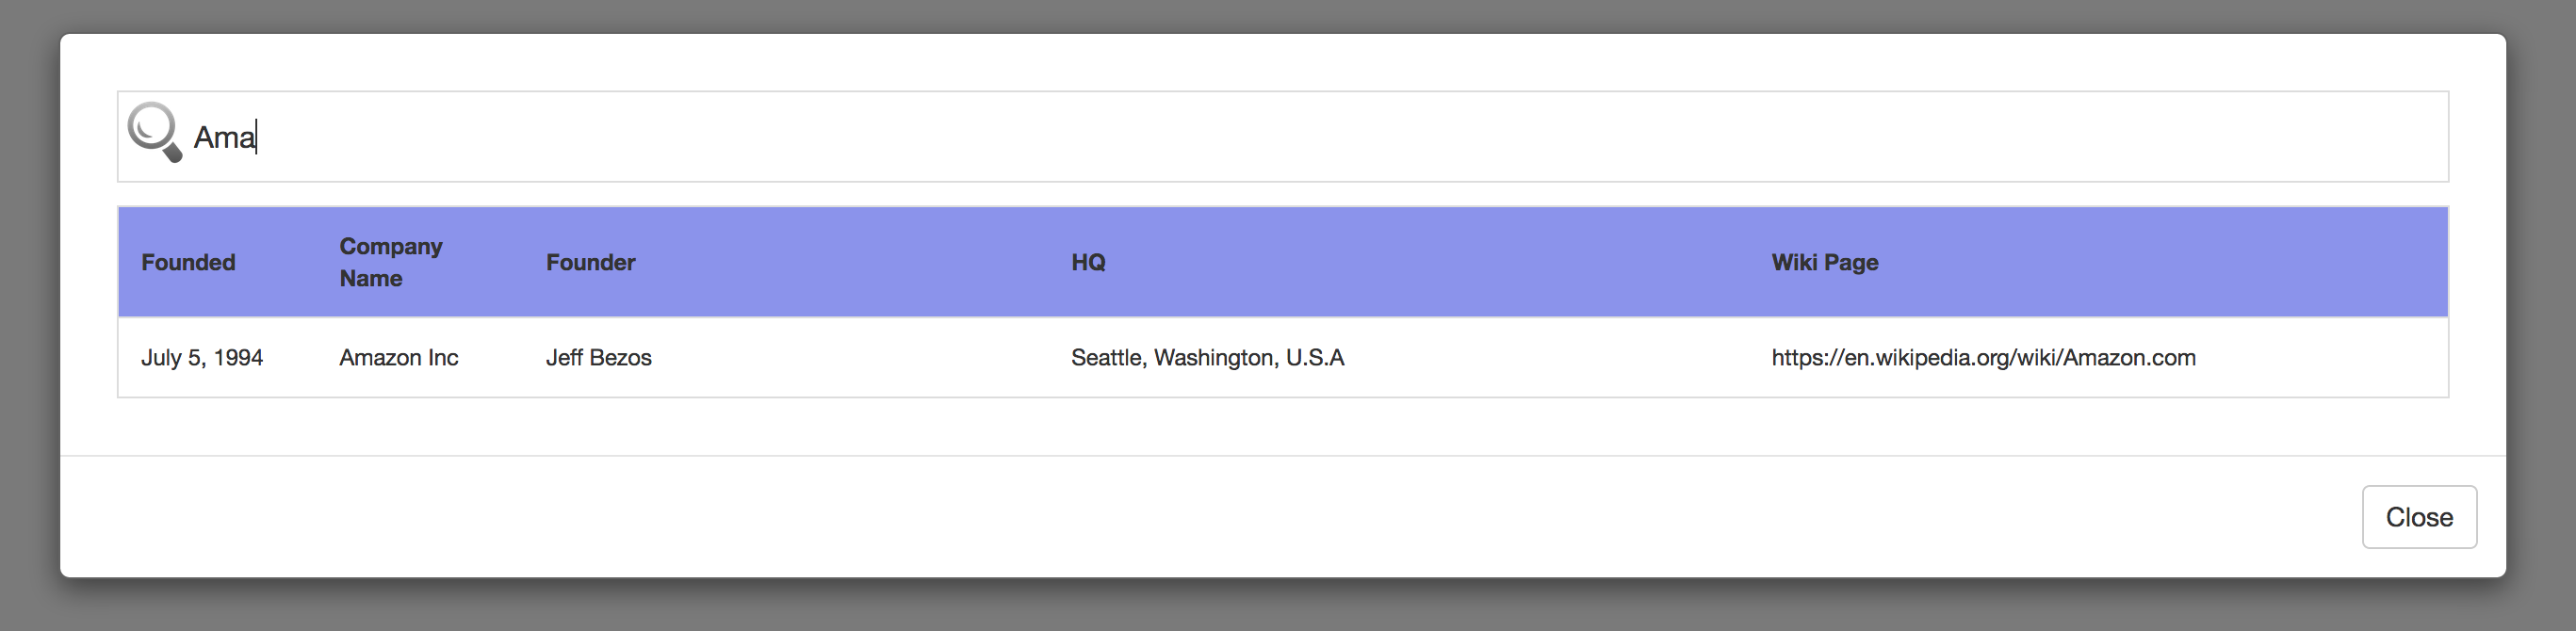 Ama
Founded Company Name Founder HQ Wiki Page
July 5, 1994 Amazon Inc Jeff Bezos Seattle, Washington, U.S.A https://en.wikipedia.org/wiki/Amazon.com
Close